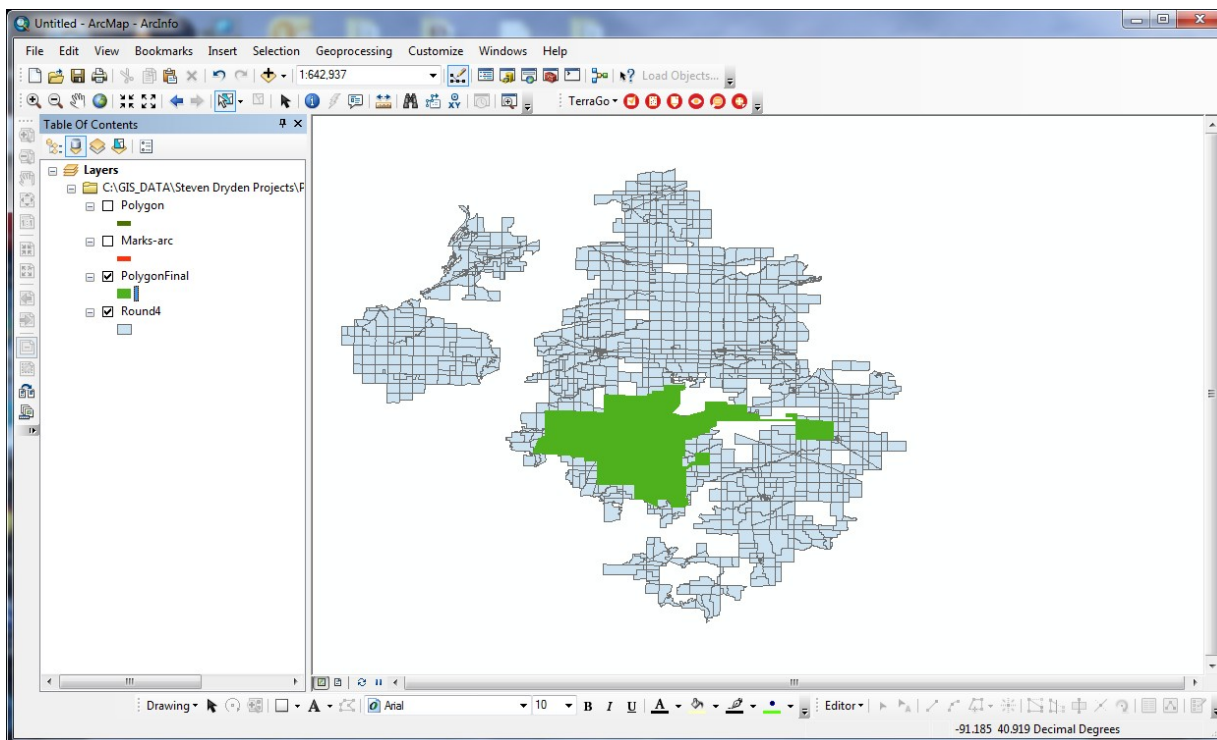 Untitled - ArcMap - ArcInfo
File Edit View Bookmarks Insert Selection Geoprocessing Customize Windows Help
1:642,937 Load Objects...
TerraGo
Table Of Contents
Layers
C:\GIS_DATA\Steven Dryden Projects\P
Polygon
Marks-arc
PolygonFinal
Round4
Drawing A Arial 10 B I U A Editor
-91.185 40.919 Decimal Degrees